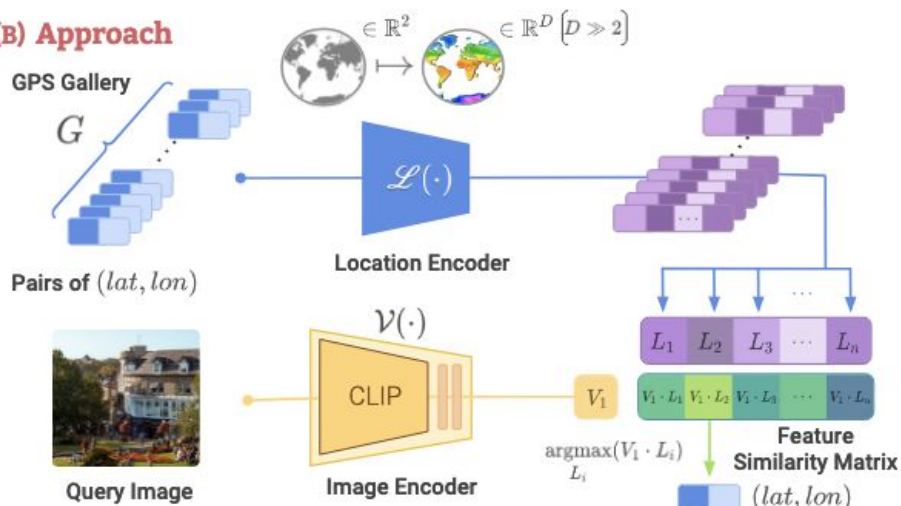 (B) Approach
GPS Gallery
G
∈ ℝ² ↦ ∈ ℝᴰ [D ≫ 2]
ℒ(·)
...
Location Encoder
Pairs of (lat, lon)
...
L₁ L₂ L₃ ... Lₙ
𝒱(·)
CLIP
V₁
V₁ · L₁ V₁ · L₂ V₁ · L₃ ... V₁ · Lₙ
argmax(V₁ · Lᵢ)
Lᵢ
Feature
Similarity Matrix
Query Image
Image Encoder
(lat, lon)